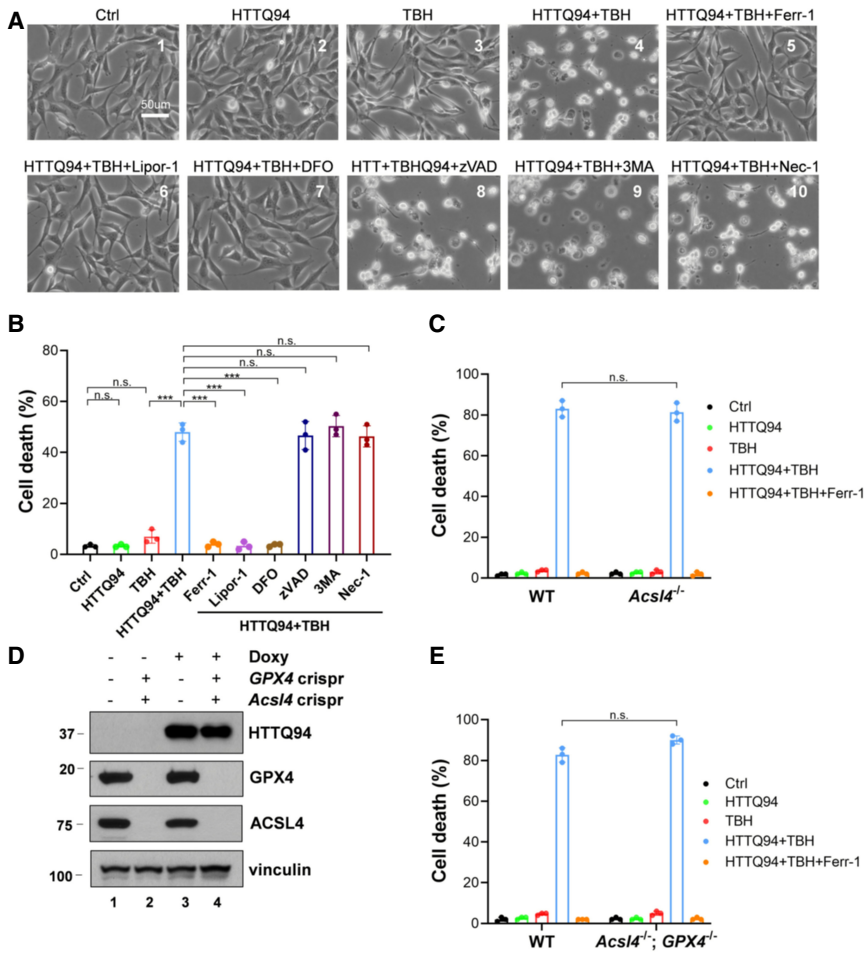 A
Ctrl HTTQ94 TBH HTTQ94+TBH HTTQ94+TBH+Ferr-1
1 2 3 4 5
50um
HTTQ94+TBH+Lipor-1 HTTQ94+TBH+DFO HTT+TBHQ94+zVAD HTTQ94+TBH+3MA HTTQ94+TBH+Nec-1
6 7 8 9 10
B
Cell death (%)
80
60
40
20
0
n.s.
n.s.
n.s.
***
***
n.s.
n.s.
***
***
Ctrl
HTTQ94
TBH
HTTQ94+TBH
Ferr-1
Lipor-1
DFO
zVAD
3MA
Nec-1
HTTQ94+TBH
C
Cell death (%)
100
80
60
40
20
0
n.s.
WT Acsl4-/-
Ctrl
HTTQ94
TBH
HTTQ94+TBH
HTTQ94+TBH+Ferr-1
D
- - + + Doxy
- + - + GPX4 crispr
- + - + Acsl4 crispr
37 HTTQ94
20 GPX4
75 ACSL4
100 vinculin
1 2 3 4
E
Cell death (%)
100
80
60
40
20
0
n.s.
WT Acsl4-/-; GPX4-/-
Ctrl
HTTQ94
TBH
HTTQ94+TBH
HTTQ94+TBH+Ferr-1